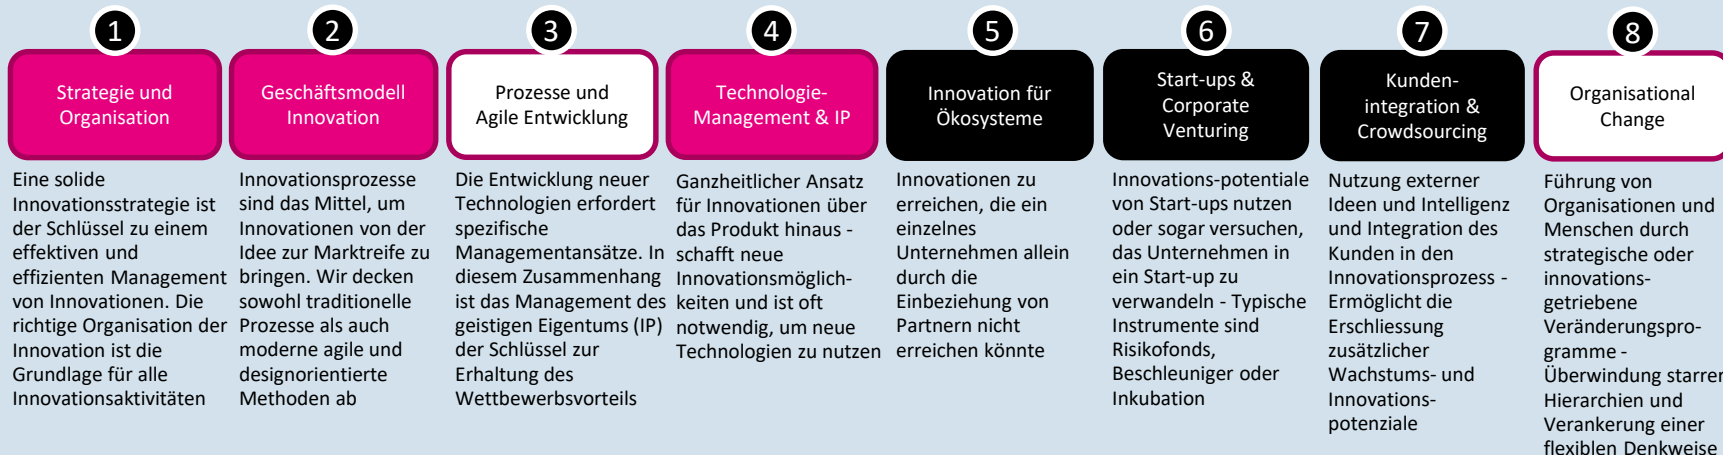 1
Strategie und
Organisation
Eine solide
Innovationsstrategie ist
der Schlüssel zu einem
effektiven und
effizienten Management
von Innovationen. Die
richtige Organisation der
Innovation ist die
Grundlage für alle
Innovationsaktivitäten
2
Geschäftsmodell
Innovation
Innovationsprozesse
sind das Mittel, um
Innovationen von der
Idee zur Marktreife zu
bringen. Wir decken
sowohl traditionelle
Prozesse als auch
moderne agile und
designorientierte
Methoden ab
3
Prozesse und
Agile Entwicklung
Die Entwicklung neuer
Technologien erfordert
spezifische
Managementansätze. In
diesem Zusammenhang
ist das Management des
geistigen Eigentums (IP)
der Schlüssel zur
Erhaltung des
Wettbewerbsvorteils
4
Technologie-
Management & IP
Ganzheitlicher Ansatz
für Innovationen über
das Produkt hinaus -
schafft neue
Innovationsmöglich-
keiten und ist oft
notwendig, um neue
Technologien zu nutzen
5
Innovation für
Ökosysteme
Innovationen zu
erreichen, die ein
einzelnes
Unternehmen allein
durch die
Einbeziehung von
Partnern nicht
erreichen könnte
6
Start-ups &
Corporate
Venturing
Innovations-potentiale
von Start-ups nutzen
oder sogar versuchen,
das Unternehmen in
ein Start-up zu
verwandeln - Typische
Instrumente sind
Risikofonds,
Beschleuniger oder
Inkubation
7
Kunden-
integration &
Crowdsourcing
Nutzung externer
Ideen und Intelligenz
und Integration des
Kunden in den
Innovationsprozess -
Ermöglicht die
Erschliessung
zusätzlicher
Wachstums- und
Innovations-
potenziale
8
Organisational
Change
Führung von
Organisationen und
Menschen durch
strategische oder
innovations-
getriebene
Veränderungspro-
gramme -
Überwindung starrer
Hierarchien und
Verankerung einer
flexiblen Denkweise